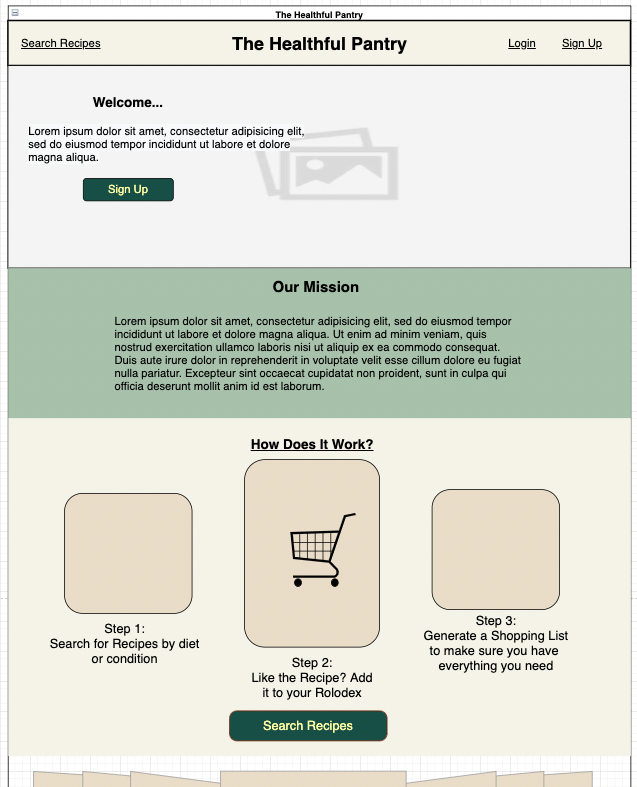 The Healthful Pantry
Search Recipes
The Healthful Pantry
Login
Sign Up
Welcome...
Lorem ipsum dolor sit amet, consectetur adipisicing elit,
sed do eiusmod tempor incididunt ut labore et dolore
magna aliqua.
Sign Up
Our Mission
Lorem ipsum dolor sit amet, consectetur adipisicing elit, sed do eiusmod tempor
incididunt ut labore et dolore magna aliqua. Ut enim ad minim veniam, quis
nostrud exercitation ullamco laboris nisi ut aliquip ex ea commodo consequat.
Duis aute irure dolor in reprehenderit in voluptate velit esse cillum dolore eu fugiat
nulla pariatur. Excepteur sint occaecat cupidatat non proident, sunt in culpa qui
officia deserunt mollit anim id est laborum.
How Does It Work?
Step 1:
Search for Recipes by diet
or condition
Step 2:
Like the Recipe? Add
it to your Rolodex
Step 3:
Generate a Shopping List
to make sure you have
everything you need
Search Recipes